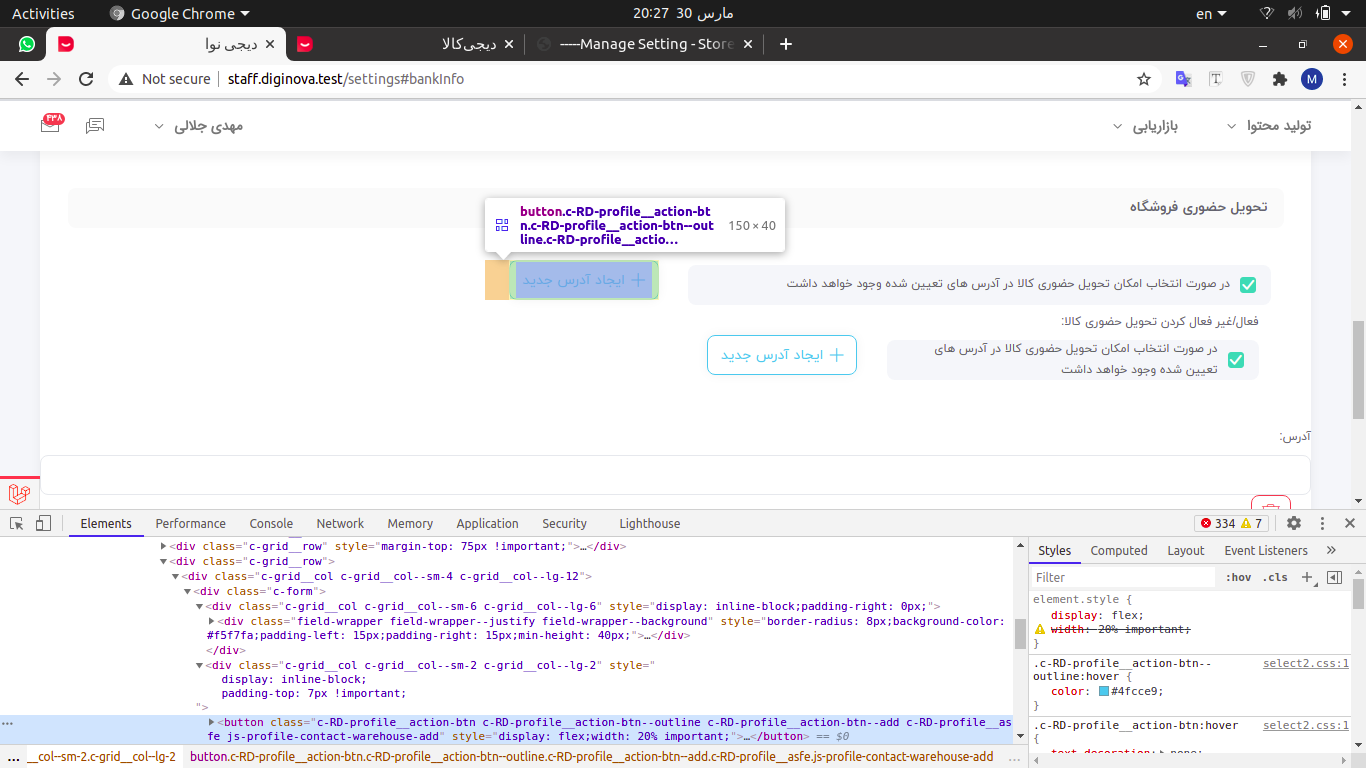 Activities
Google Chrome
مارس 30 20:27
en
دیجی نوا
دیجی‌کالا
-----Manage Setting - Store
Not secure
staff.diginova.test/settings#bankInfo
M
تولید محتوا
بازاریابی
مهدی جلالی
۴۳۸
تحویل حضوری فروشگاه
button.c-RD-profile__action-bt
n.c-RD-profile__action-btn--out
line.c-RD-profile__actio…
150 × 40
در صورت انتخاب امکان تحویل حضوری کالا در آدرس های تعیین شده وجود خواهد داشت
ایجاد آدرس جدید
فعال/غیر فعال کردن تحویل حضوری کالا:
در صورت انتخاب امکان تحویل حضوری کالا در آدرس های
تعیین شده وجود خواهد داشت
ایجاد آدرس جدید
آدرس:
Elements
Performance
Console
Network
Memory
Application
Security
Lighthouse
334
7
<div class="c-grid__row" style="margin-top: 75px !important;">…</div>
<div class="c-grid__row">
<div class="c-grid__col c-grid__col--sm-4 c-grid__col--lg-12">
<div class="c-form">
<div class="c-grid__col c-grid__col--sm-6 c-grid__col--lg-6" style="display: inline-block;padding-right: 0px;">
<div class="field-wrapper field-wrapper--justify field-wrapper--background" style="border-radius: 8px;background-color:
#f5f7fa;padding-left: 15px;padding-right: 15px;min-height: 40px;">…</div>
</div>
<div class="c-grid__col c-grid__col--sm-2 c-grid__col--lg-2" style="
display: inline-block;
padding-top: 7px !important;
">
<button class="c-RD-profile__action-btn c-RD-profile__action-btn--outline c-RD-profile__action-btn--add c-RD-profile__as
fe js-profile-contact-warehouse-add" style="display: flex;width: 20% important;">…</button> == $0
… __col--sm-2.c-grid__col--lg-2
button.c-RD-profile__action-btn.c-RD-profile__action-btn--outline.c-RD-profile__action-btn--add.c-RD-profile__asfe.js-profile-contact-warehouse-add
…
Styles
Computed
Layout
Event Listeners
»
Filter
:hov
.cls
element.style {
display: flex;
width: 20% important;
}
.c-RD-profile__action-btn--
outline:hover {
select2.css:1
color: #4fcce9;
}
.c-RD-profile__action-btn:hover
select2.css:1
{
text-decoration: none;